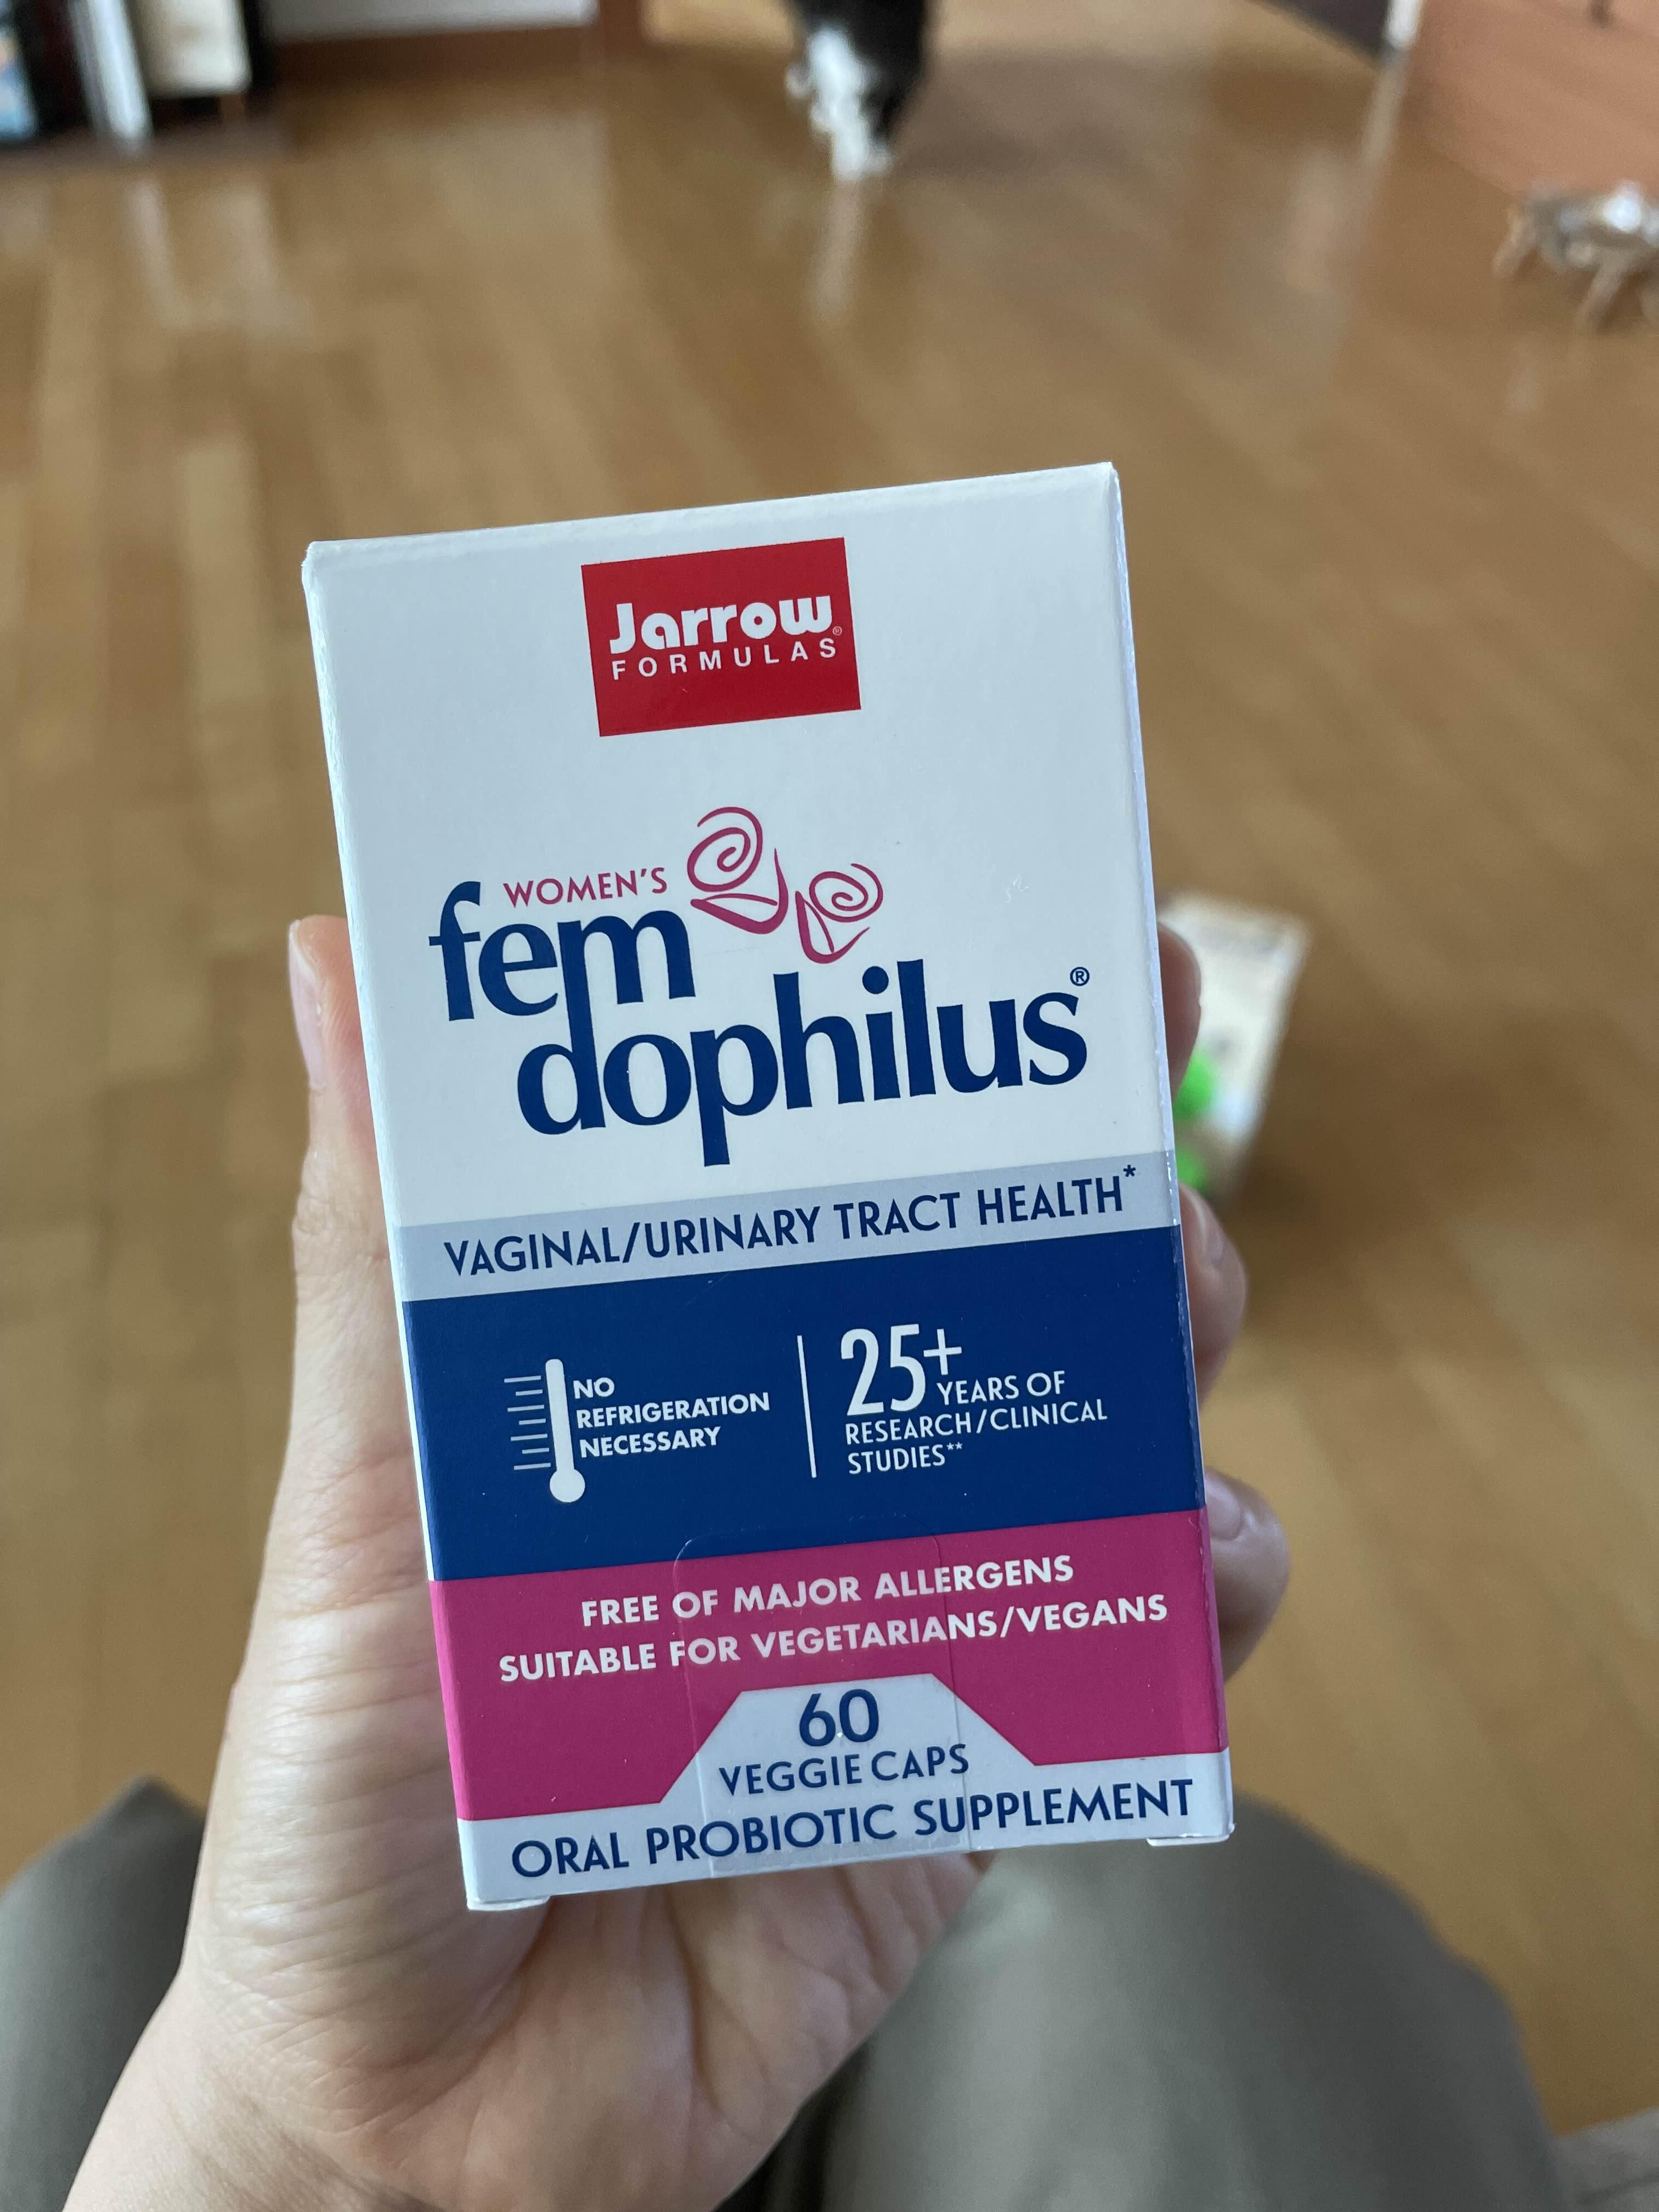 Jarrow®
FORMULAS
WOMEN'S
fem
dophilus®
VAGINAL/URINARY TRACT HEALTH*
NO
REFRIGERATION
NECESSARY
25+
YEARS OF
RESEARCH/CLINICAL
STUDIES**
FREE OF MAJOR ALLERGENS
SUITABLE FOR VEGETARIANS/VEGANS
60
VEGGIE CAPS
ORAL PROBIOTIC SUPPLEMENT